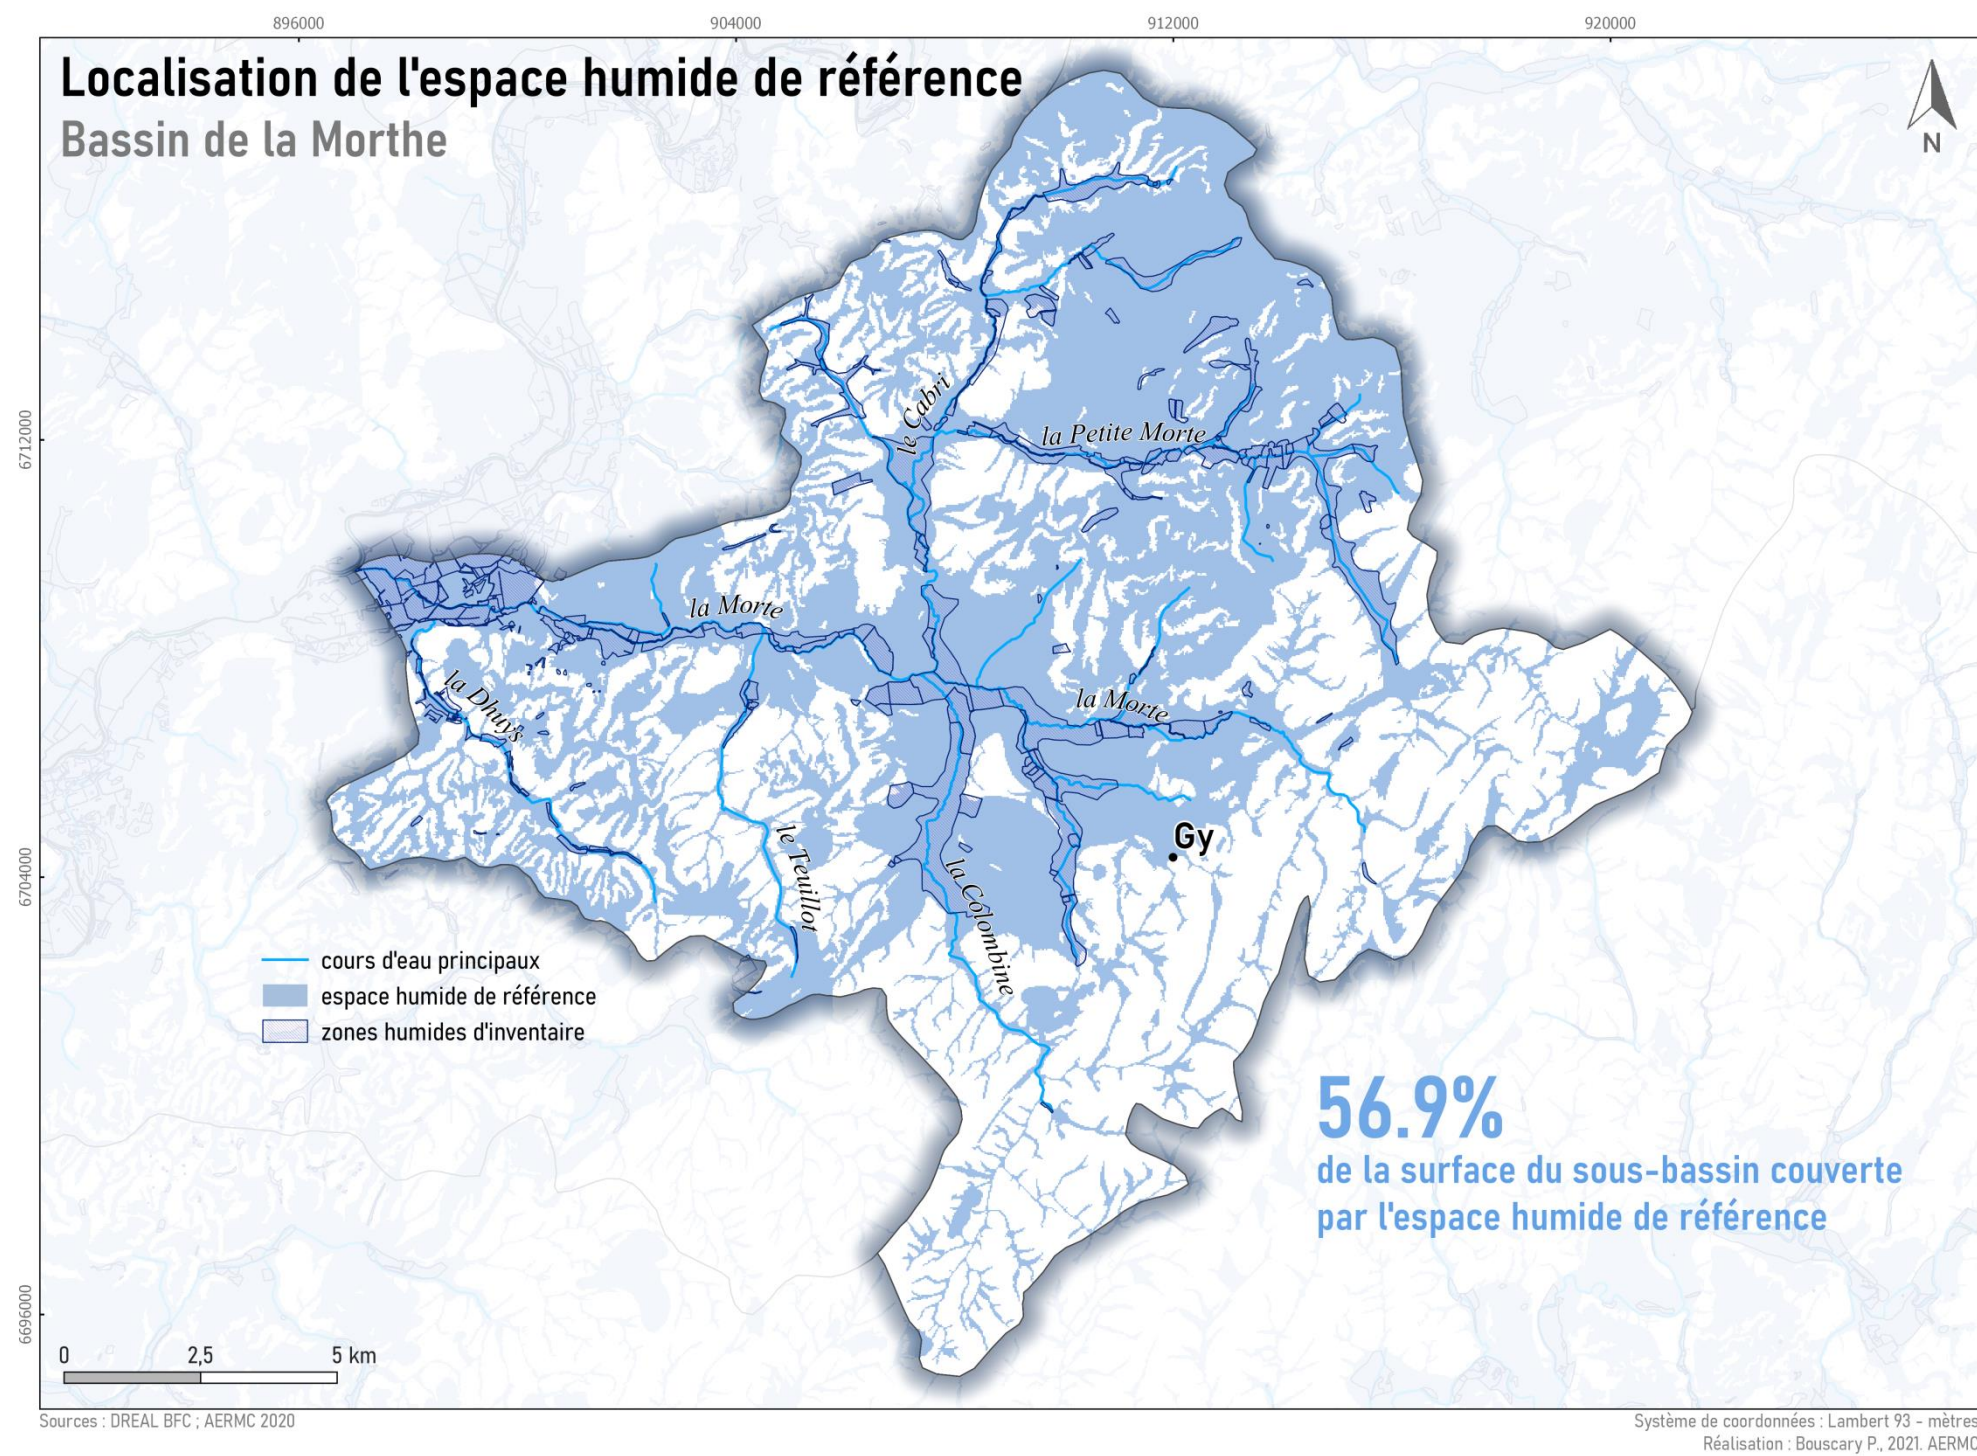 896000
904000
912000
920000
Localisation de l'espace humide de référence
Bassin de la Morthe
N
6712000
6704000
6696000
le Cabri
la Petite Morte
la Morte
la Dhuys
la Morte
Gy
le Teuillot
la Colombine
cours d'eau principaux
espace humide de référence
zones humides d'inventaire
56.9%
de la surface du sous-bassin couverte
par l'espace humide de référence
0 2,5 5 km
Sources : DREAL BFC ; AERMC 2020
Système de coordonnées : Lambert 93 - mètres
Réalisation : Bouscary P., 2021. AERMC